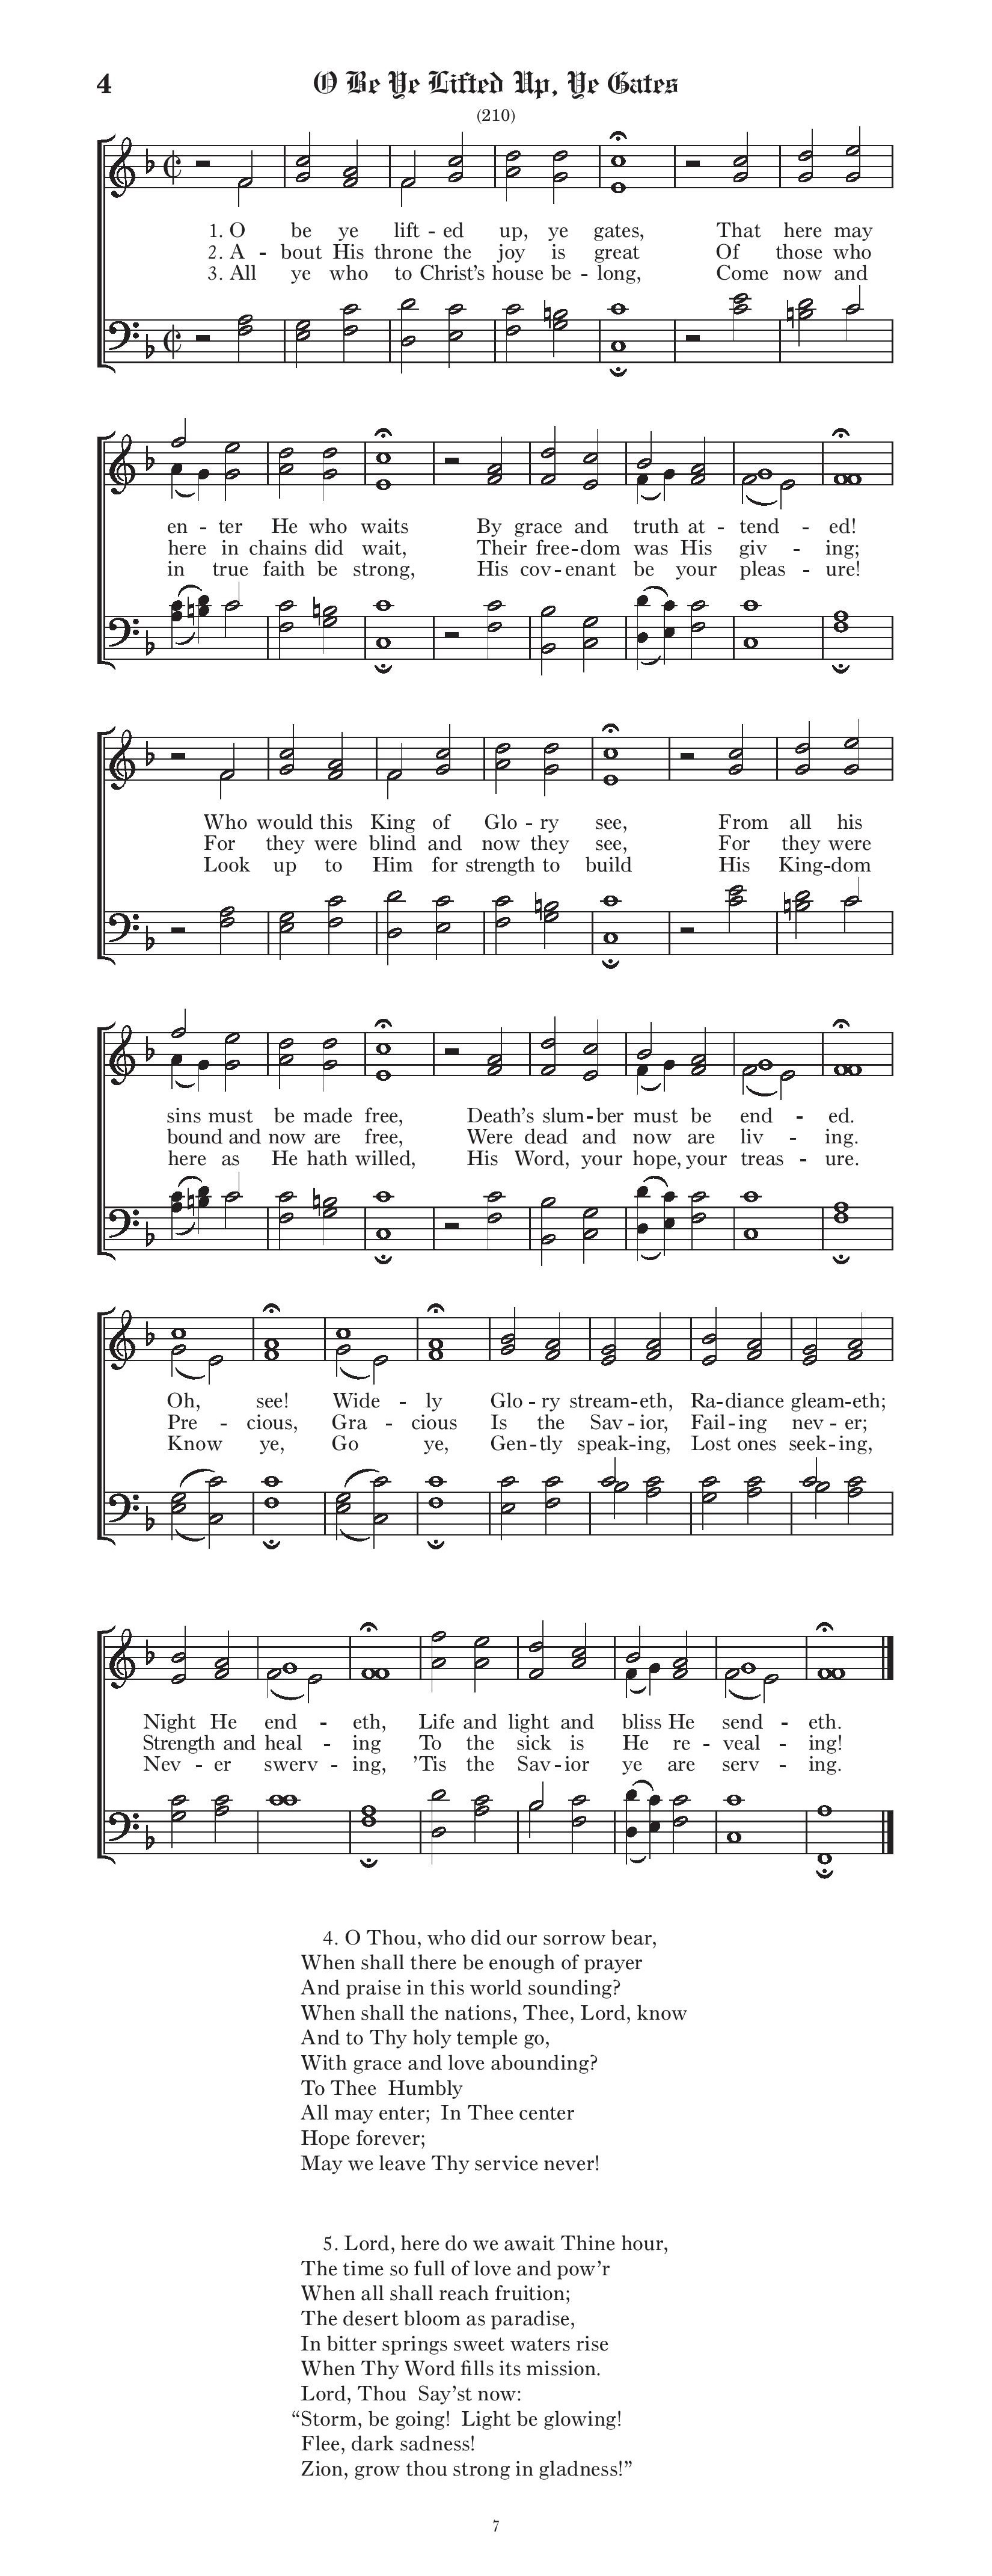 4
O Be Ye Lifted Up, Ye Gates
(210)
1. O be ye lift - ed up, ye gates, That here may
2. A - bout His throne the joy is great Of those who
3. All ye who to Christ's house be - long, Come now and
en - ter He who waits By grace and truth at - tend - ed!
here in chains did wait, Their free - dom was His giv - ing;
in true faith be strong, His cov - enant be your pleas - ure!
Who would this King of Glo - ry see, From all his
For they were blind and now they see, For they were
Look up to Him for strength to build His King - dom
sins must be made free, Death's slum - ber must be end - ed.
bound and now are free, Were dead and now are liv - ing.
here as He hath willed, His Word, your hope, your treas - ure.
Oh, see! Wide - ly Glo - ry stream - eth, Ra - diance gleam - eth;
Pre - cious, Gra - cious Is the Sav - ior, Fail - ing nev - er;
Know ye, Go ye, Gen - tly speak - ing, Lost ones seek - ing,
Night He end - eth, Life and light and bliss He send - eth.
Strength and heal - ing To the sick is He re - veal - ing!
Nev - er swerv - ing, 'Tis the Sav - ior ye are serv - ing.
4. O Thou, who did our sorrow bear,
When shall there be enough of prayer
And praise in this world sounding?
When shall the nations, Thee, Lord, know
And to Thy holy temple go,
With grace and love abounding?
To Thee Humbly
All may enter; In Thee center
Hope forever;
May we leave Thy service never!
5. Lord, here do we await Thine hour,
The time so full of love and pow'r
When all shall reach fruition;
The desert bloom as paradise,
In bitter springs sweet waters rise
When Thy Word fills its mission.
Lord, Thou Say'st now:
“Storm, be going! Light be glowing!
Flee, dark sadness!
Zion, grow thou strong in gladness!”
7